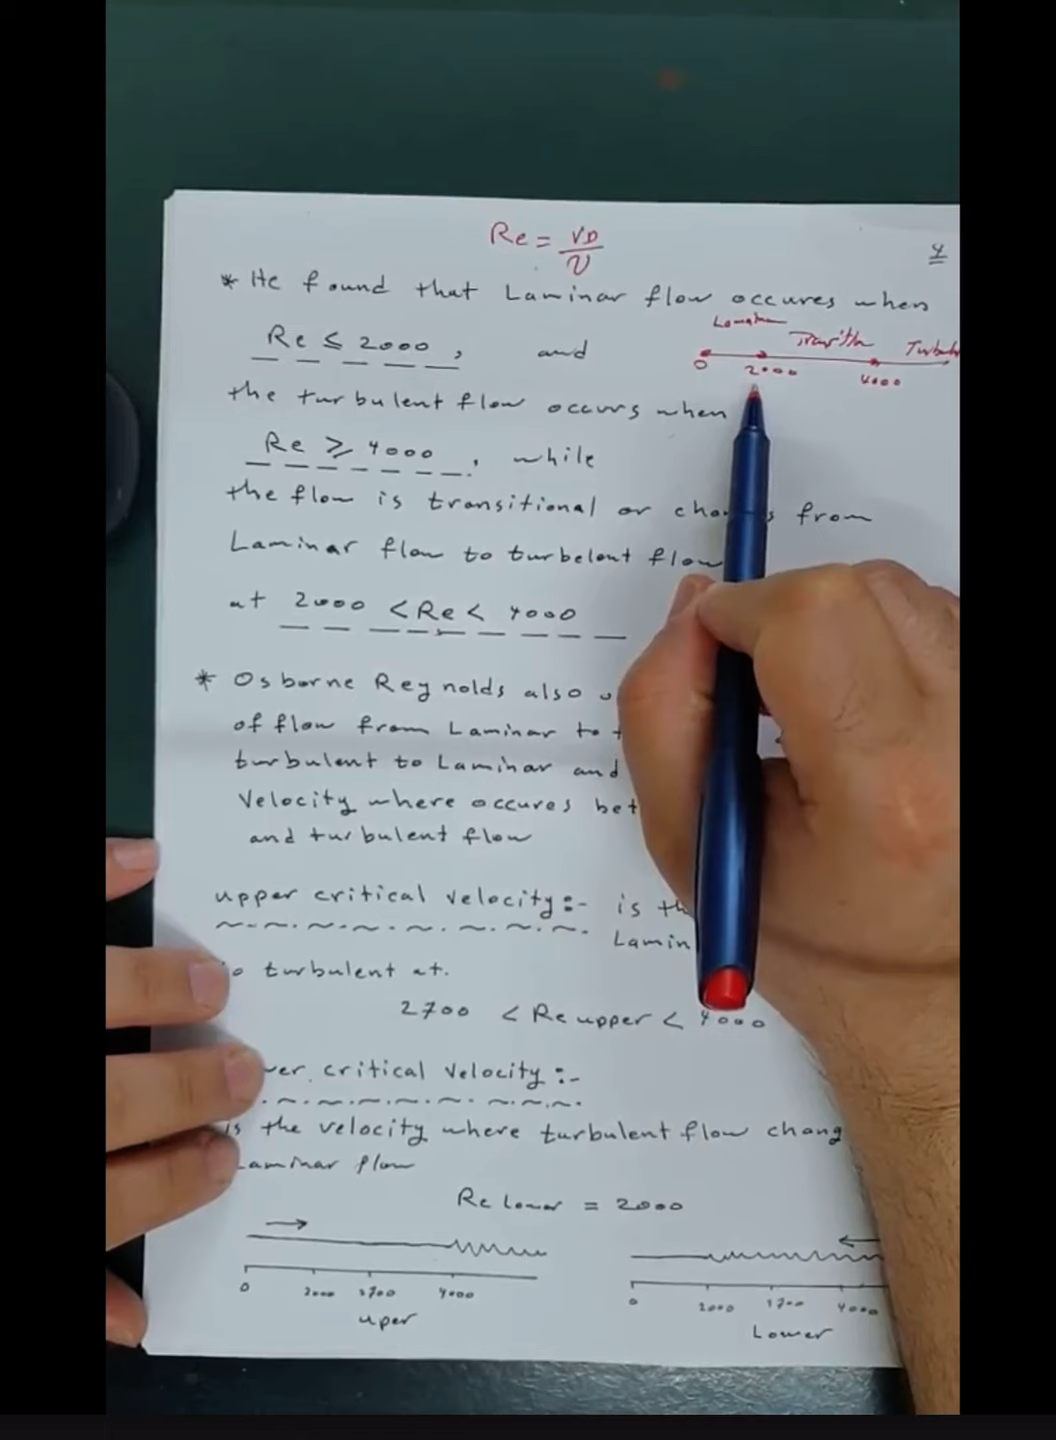 Re = VD/ν
4
* He found that Laminar flow occures when
Re ≤ 2000, and
Transition
0 2000 4000
the turbulent flow occurs when
Re ≥ 4000, while
the flow is transitional or from
Laminar flow to turbelent flow
at 2000 < Re < 4000
* Osborne Reynolds also
of flow from Laminar to
turbulent to Laminar and
Velocity where occures
and turbulent flow
upper critical velocity:- is
to turbulent at.
2700 < Re upper < 4000
critical Velocity:-
is the velocity where turbulent flow
Laminar flow
Re Lower = 2000
0 2000 2700 4000
uper
0 2000 2700 4000
Lower